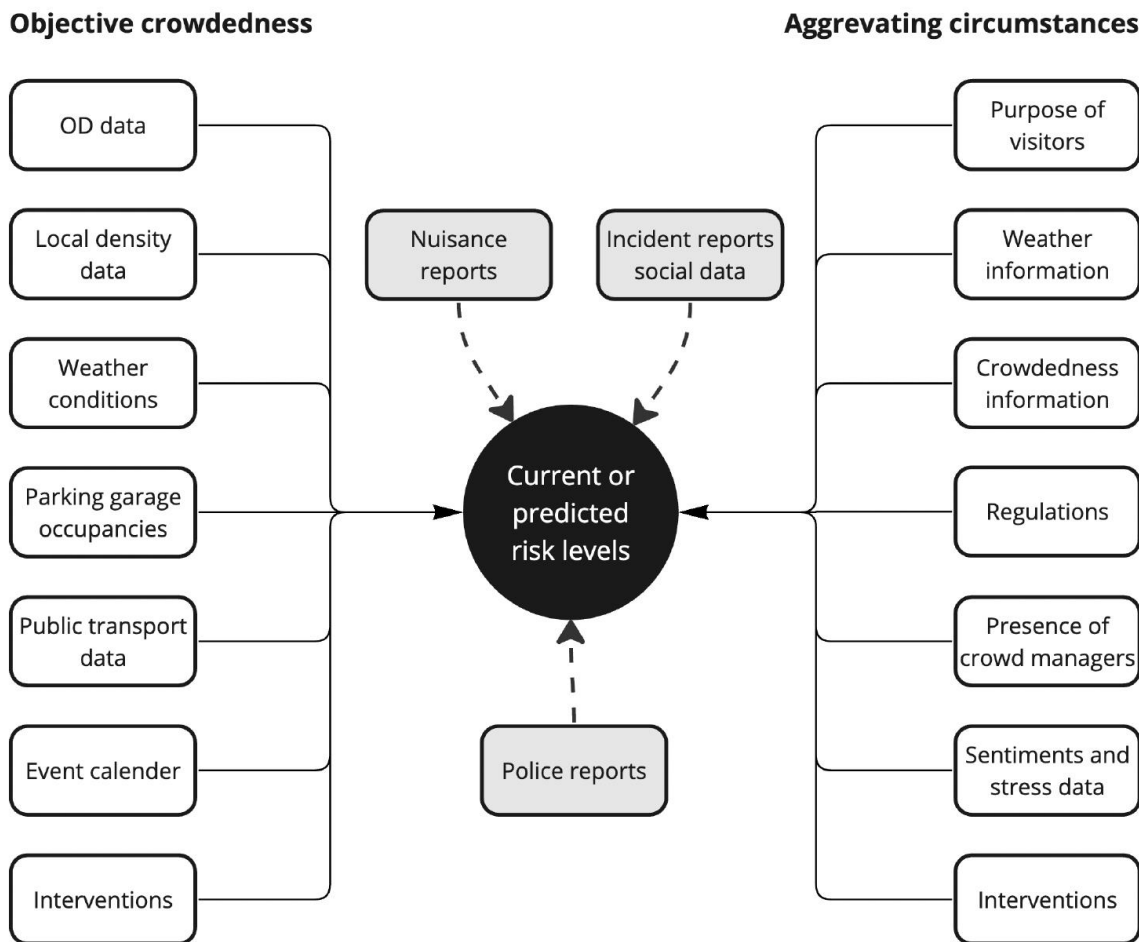 Objective crowdedness
Aggrevating circumstances
OD data
Local density
data
Weather
conditions
Parking garage
occupancies
Public transport
data
Event calender
Interventions
Nuisance
reports
Incident reports
social data
Current or
predicted
risk levels
Police reports
Purpose of
visitors
Weather
information
Crowdedness
information
Regulations
Presence of
crowd managers
Sentiments and
stress data
Interventions